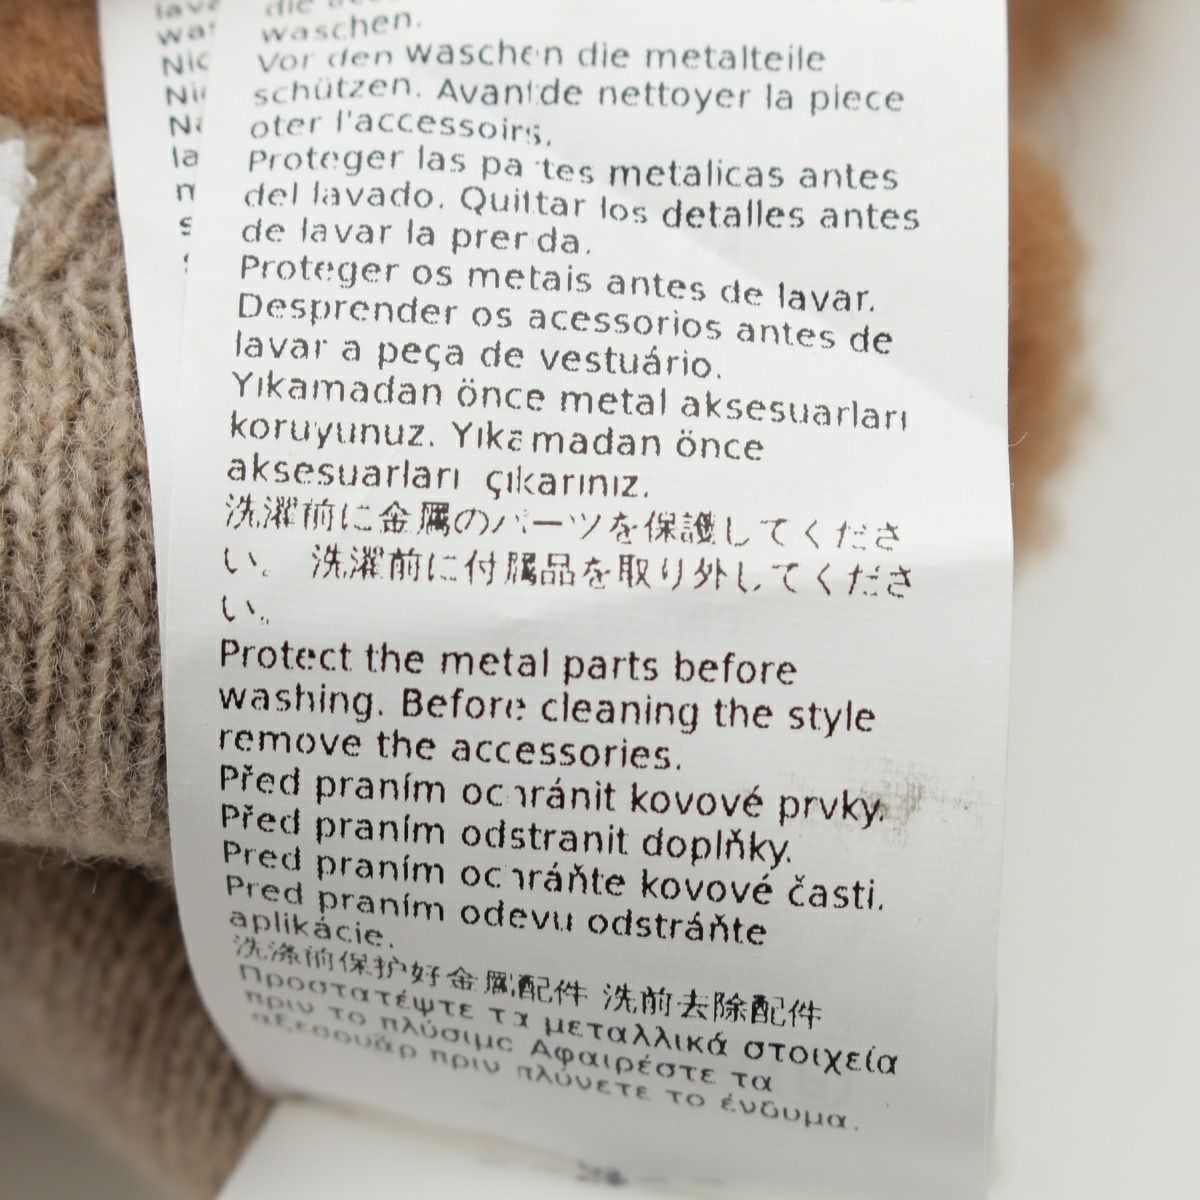 waschen.
Vor den waschen die metalteile
schützen. Avant de nettoyer la piece
oter l'accessoirs.
Proteger las partes metalicas antes
del lavado. Quittar los detalles antes
de lavar la prenda.
Proteger os metais antes de lavar.
Desprender os acessorios antes de
lavar a peça de vestuário.
Yıkamadan önce metal aksesuarları
koruyunuz. Yıkamadan önce
aksesuarları çıkarınız.
洗濯前に金属のパーツを保護してくださ
い。 洗濯前に付属品を取り外してくださ
い。
Protect the metal parts before
washing. Before cleaning the style
remove the accessories.
Před praním ochránit kovové prvky.
Před praním odstranit doplňky.
Pred praním ochráňte kovové časti.
Pred praním odevu odstráňte
aplikácie.
洗涤前保护好金属配件 洗前去除配件
Προστατέψτε τα μεταλλικά στοιχεία
πριν το πλύσιμο Αφαιρέστε τα
αξεσουάρ πριν πλύνετε το ένδυμα.